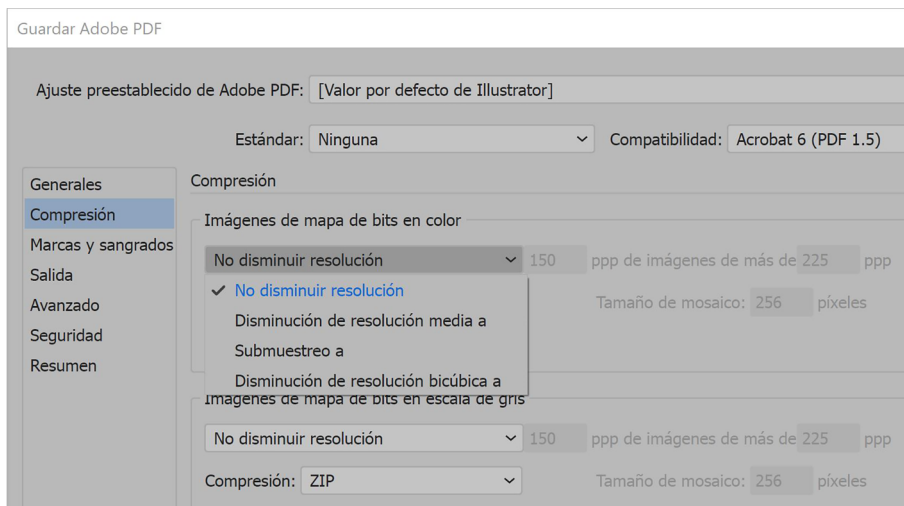 Guardar Adobe PDF
Ajuste preestablecido de Adobe PDF: [Valor por defecto de Illustrator]
Estándar: Ninguna Compatibilidad: Acrobat 6 (PDF 1.5)
Generales
Compresión
Marcas y sangrados
Salida
Avanzado
Seguridad
Resumen
Compresión
Imágenes de mapa de bits en color
No disminuir resolución 150 ppp de imágenes de más de 225 ppp
No disminuir resolución
Disminución de resolución media a
Submuestreo a
Disminución de resolución bicúbica a
Tamaño de mosaico: 256 píxeles
Imágenes de mapa de bits en escala de gris
No disminuir resolución 150 ppp de imágenes de más de 225 ppp
Compresión: ZIP Tamaño de mosaico: 256 píxeles